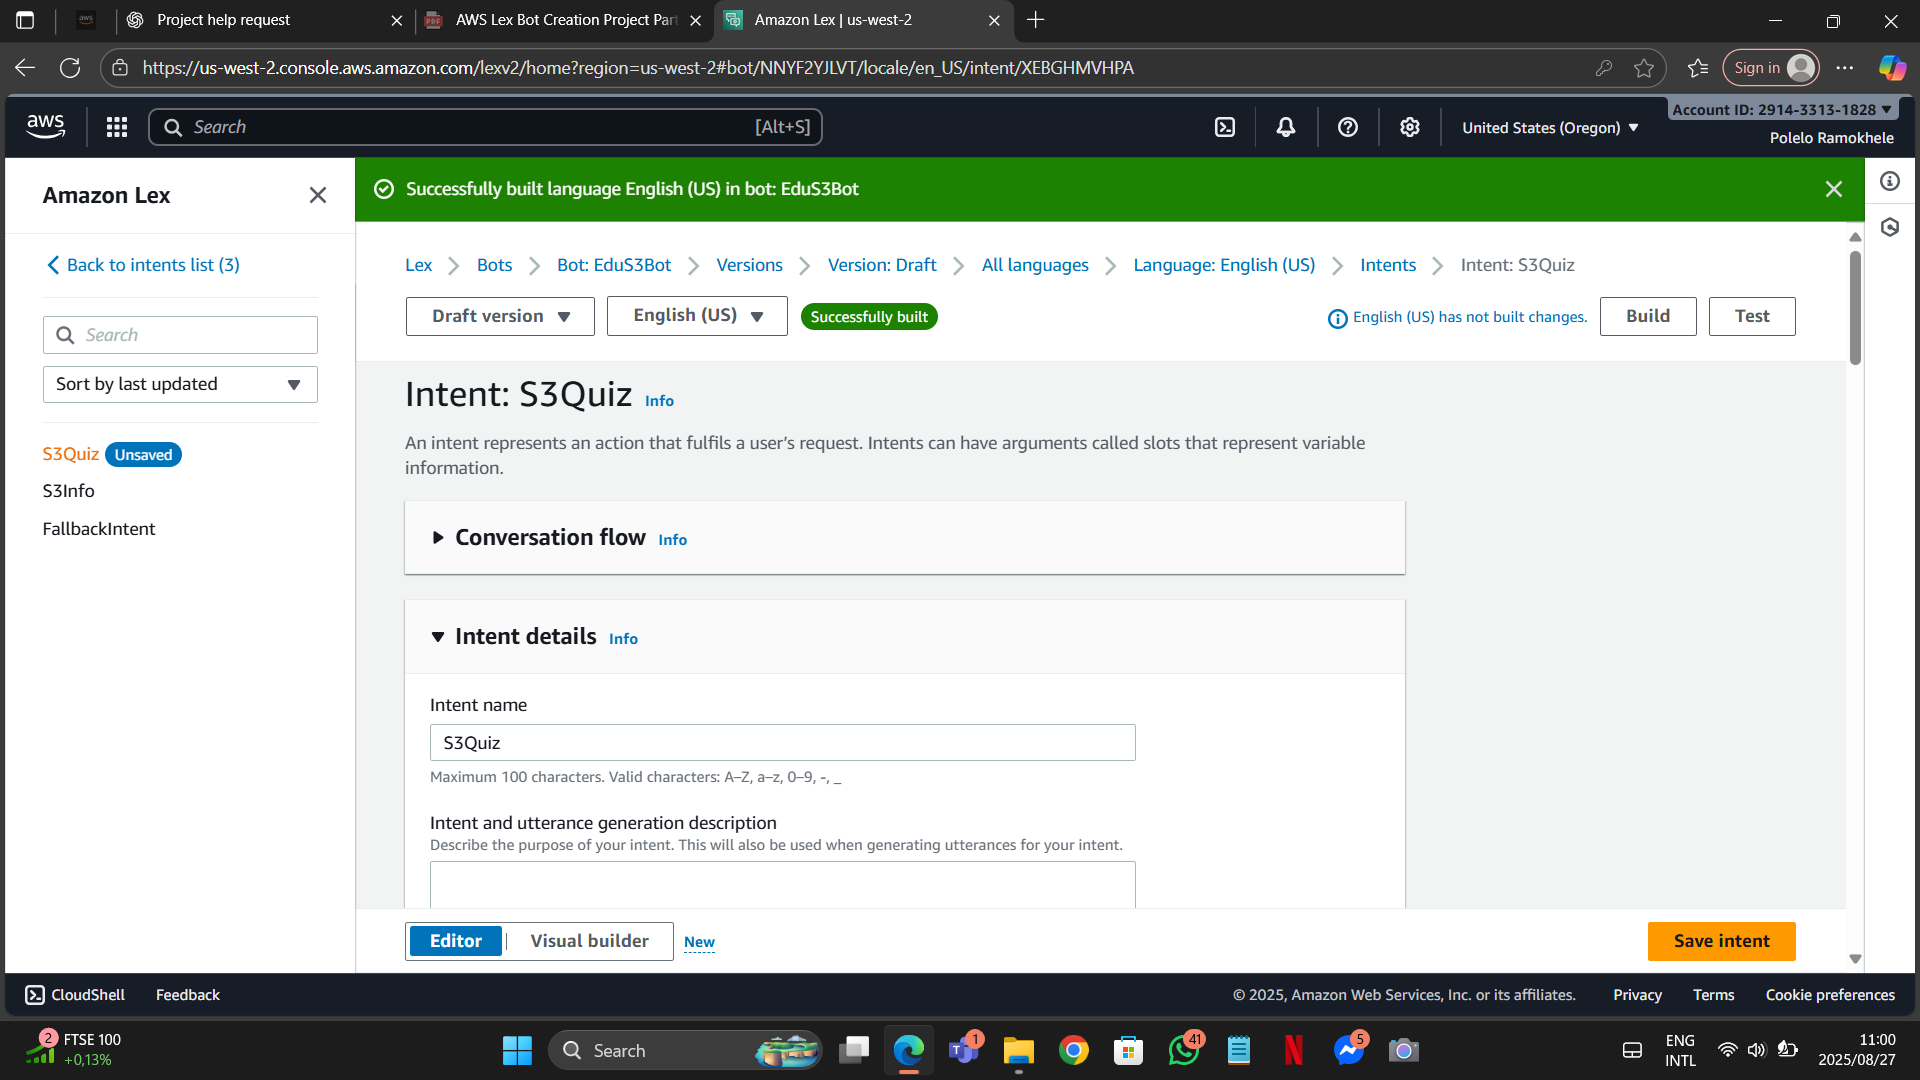 Project help request
AWS Lex Bot Creation Project Part
Amazon Lex | us-west-2
https://us-west-2.console.aws.amazon.com/lexv2/home?region=us-west-2#bot/NNYF2YJLVT/locale/en_US/intent/XEBGHMVHPA
Sign in
aws
Search
[Alt+S]
United States (Oregon)
Account ID: 2914-3313-1828
Polelo Ramokhele
Amazon Lex
Successfully built language English (US) in bot: EduS3Bot
Back to intents list (3)
Search
Sort by last updated
S3Quiz Unsaved
S3Info
FallbackIntent
Lex
Bots
Bot: EduS3Bot
Versions
Version: Draft
All languages
Language: English (US)
Intents
Intent: S3Quiz
Draft version
English (US)
Successfully built
English (US) has not built changes.
Build
Test
Intent: S3Quiz Info
An intent represents an action that fulfils a user's request. Intents can have arguments called slots that represent variable
information.
Conversation flow Info
Intent details Info
Intent name
S3Quiz
Maximum 100 characters. Valid characters: A–Z, a–z, 0–9, -, _
Intent and utterance generation description
Describe the purpose of your intent. This will also be used when generating utterances for your intent.
Editor
Visual builder
New
Save intent
CloudShell
Feedback
© 2025, Amazon Web Services, Inc. or its affiliates.
Privacy
Terms
Cookie preferences
2
FTSE 100
+0,13%
Search
1
41
5
ENG
INTL
11:00
2025/08/27